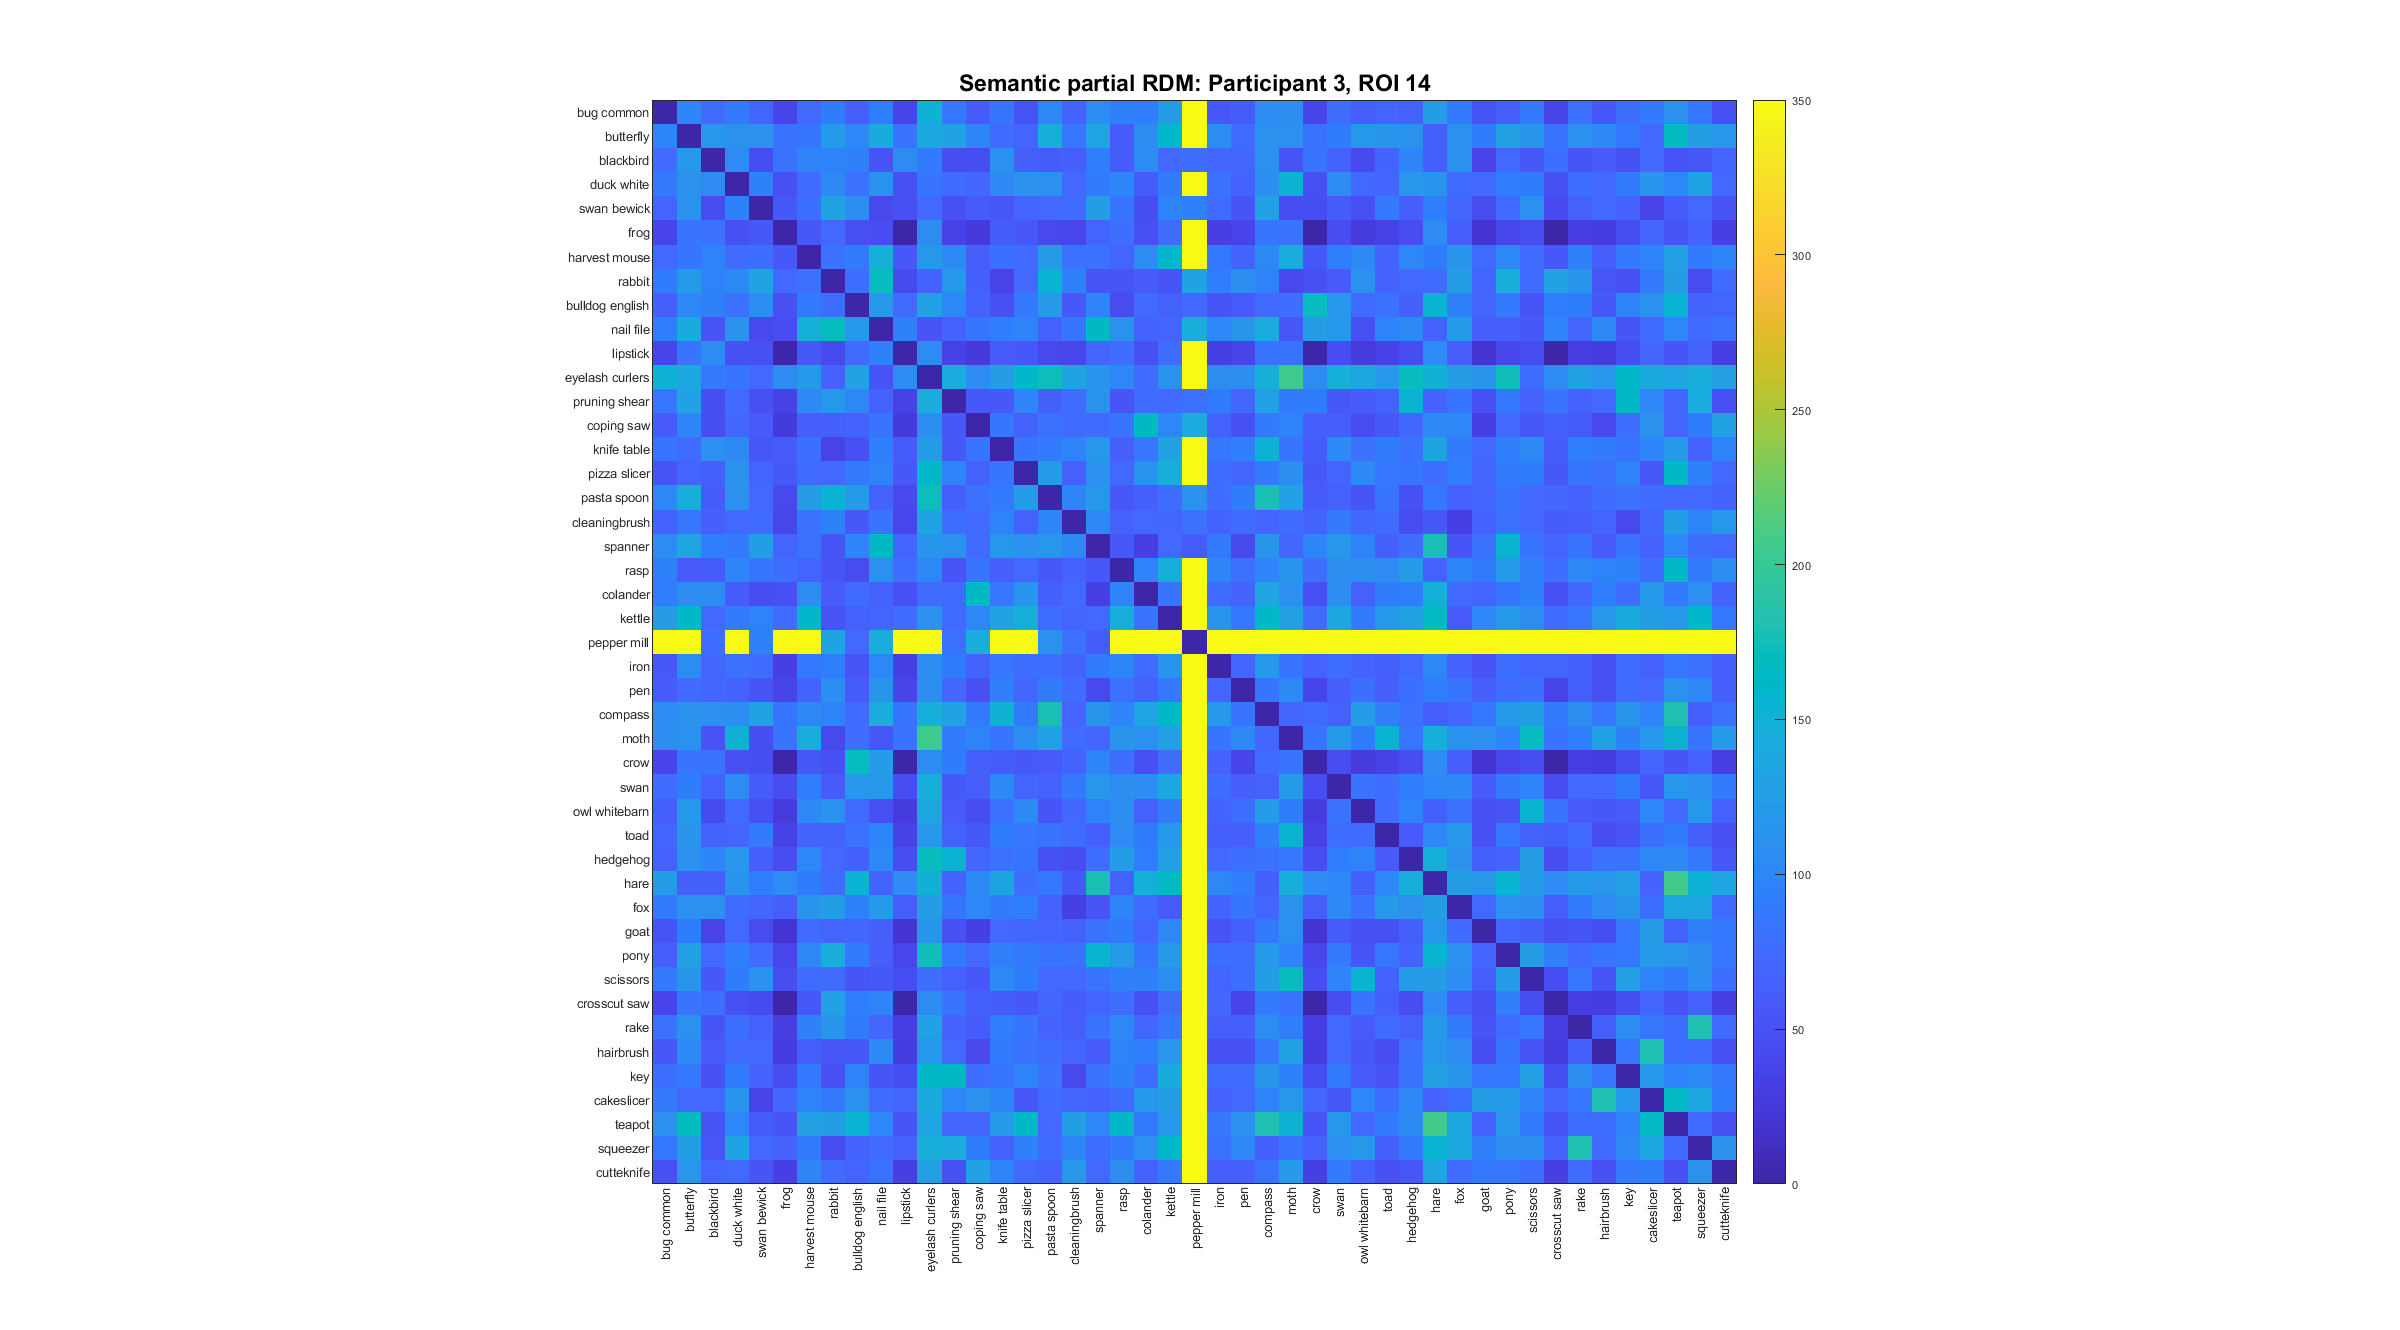 Semantic partial RDM: Participant 3, ROI 14
bug common
butterfly
blackbird
duck white
swan bewick
frog
harvest mouse
rabbit
bulldog english
nail file
lipstick
eyelash curlers
pruning shear
coping saw
knife table
pizza slicer
pasta spoon
cleaningbrush
spanner
rasp
colander
kettle
pepper mill
iron
pen
compass
moth
crow
swan
owl whitebarn
toad
hedgehog
hare
fox
goat
pony
scissors
crosscut saw
rake
hairbrush
key
cakeslicer
teapot
squeezer
cutteknife
bug common
butterfly
blackbird
duck white
swan bewick
frog
harvest mouse
rabbit
bulldog english
nail file
lipstick
eyelash curlers
pruning shear
coping saw
knife table
pizza slicer
pasta spoon
cleaningbrush
spanner
rasp
colander
kettle
pepper mill
iron
pen
compass
moth
crow
swan
owl whitebarn
toad
hedgehog
hare
fox
goat
pony
scissors
crosscut saw
rake
hairbrush
key
cakeslicer
teapot
squeezer
cutteknife
350
300
250
200
150
100
50
0